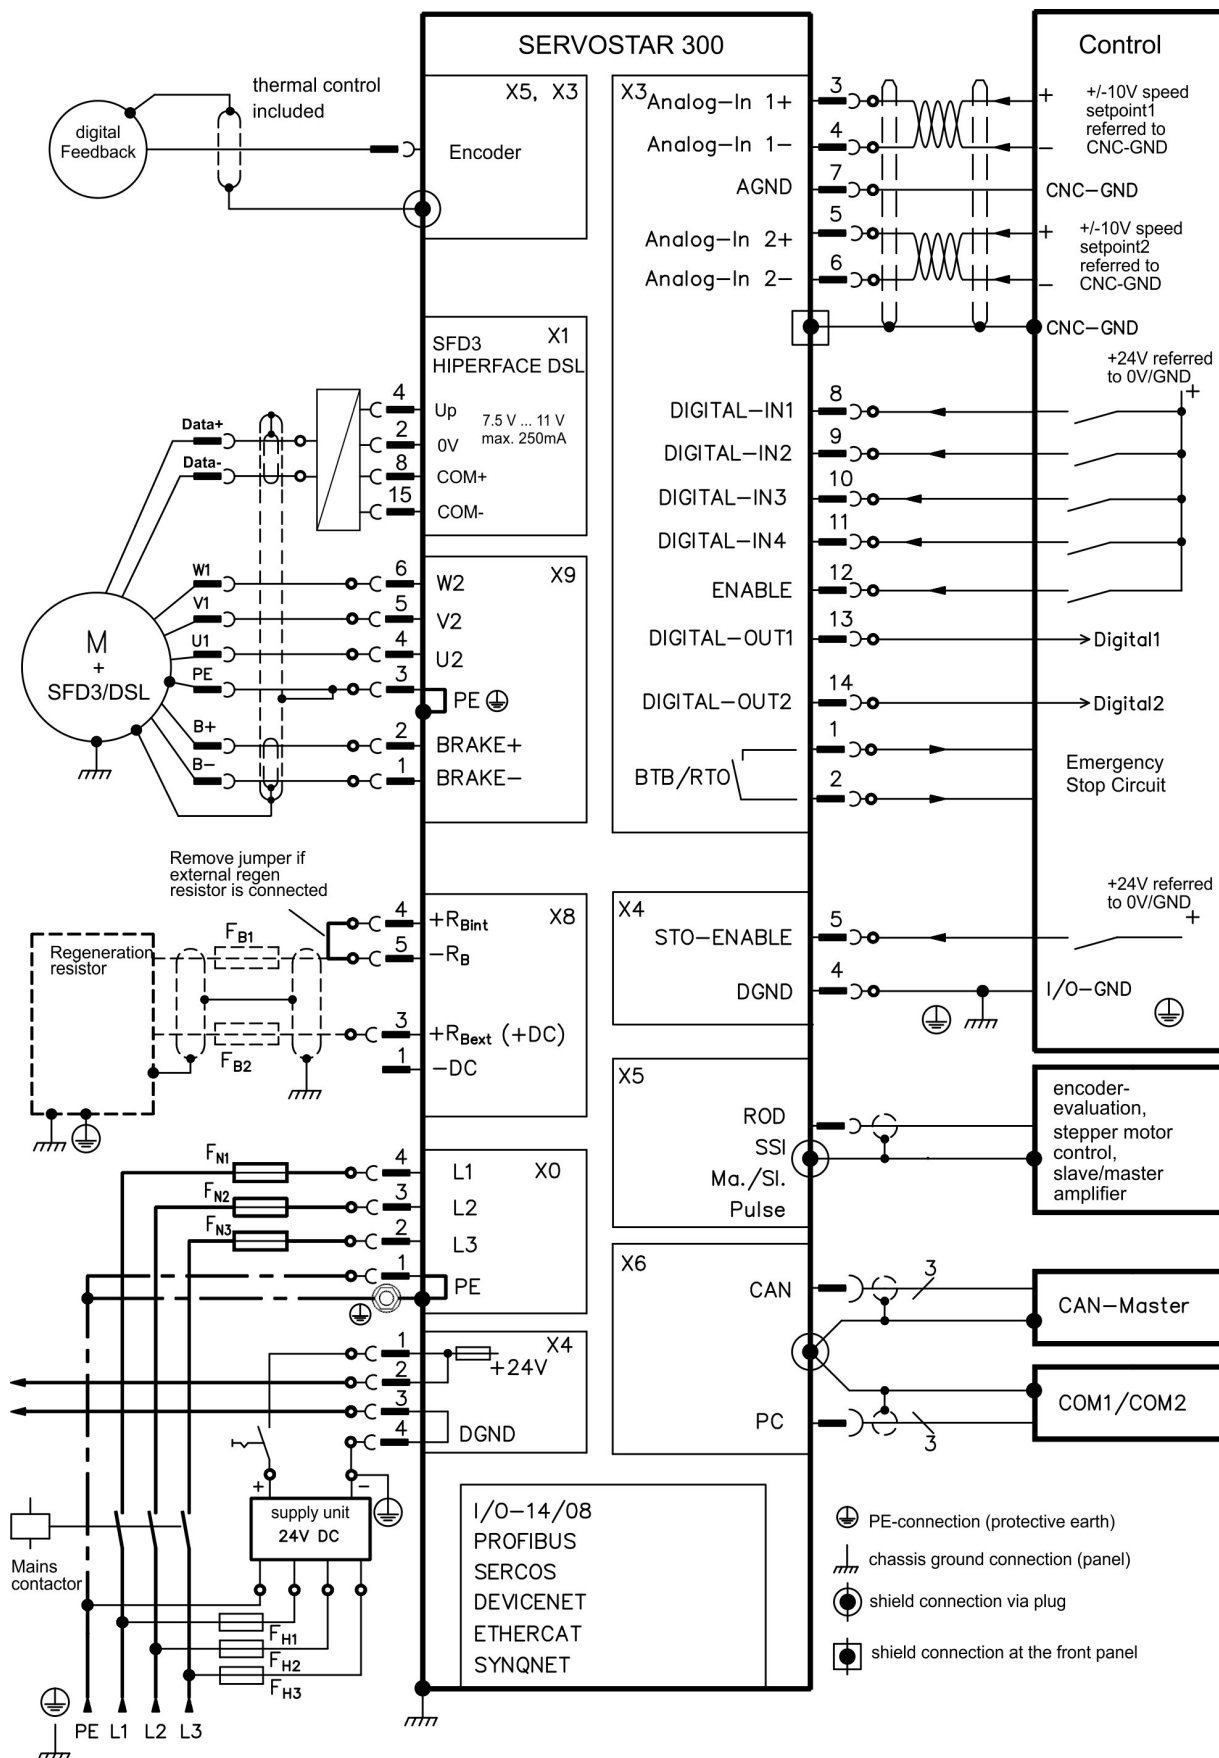 SERVOSTAR 300
Control
thermal control
included
digital
Feedback
X5, X3
Encoder
X3
Analog-In 1+
3
Analog-In 1-
4
AGND
7
Analog-In 2+
5
Analog-In 2-
6
+
+/-10V speed
setpoint1
referred to
CNC-GND
-
CNC-GND
+
+/-10V speed
setpoint2
referred to
CNC-GND
-
CNC-GND
SFD3
X1
HIPERFACE DSL
4
Up
7.5 V ... 11 V
max. 250mA
2
0V
8
COM+
15
COM-
Data+
Data-
+24V referred
to 0V/GND
+
DIGITAL-IN1
8
DIGITAL-IN2
9
DIGITAL-IN3
10
DIGITAL-IN4
11
ENABLE
12
DIGITAL-OUT1
13
Digital1
DIGITAL-OUT2
14
Digital2
BTB/RTO
1
2
Emergency
Stop Circuit
X9
W1
6
W2
V1
5
V2
U1
4
U2
PE
3
PE
B+
2
BRAKE+
B-
1
BRAKE-
M
+
SFD3/DSL
Remove jumper if
external regen
resistor is connected
X8
4
+RBint
5
-RB
3
+RBext (+DC)
1
-DC
FB1
FB2
Regeneration
resistor
X4
STO-ENABLE
5
DGND
4
+24V referred
to 0V/GND
+
I/O-GND
X5
ROD
SSI
Ma./Sl.
Pulse
encoder-
evaluation,
stepper motor
control,
slave/master
amplifier
FN1
4
L1
X0
FN2
3
L2
FN3
2
L3
1
PE
X6
CAN
3
CAN-Master
PC
3
COM1/COM2
X4
1
+24V
2
3
4
DGND
+
-
supply unit
24V DC
Mains
contactor
FH1
FH2
FH3
PE L1 L2 L3
I/O-14/08
PROFIBUS
SERCOS
DEVICENET
ETHERCAT
SYNQNET
PE-connection (protective earth)
chassis ground connection (panel)
shield connection via plug
shield connection at the front panel